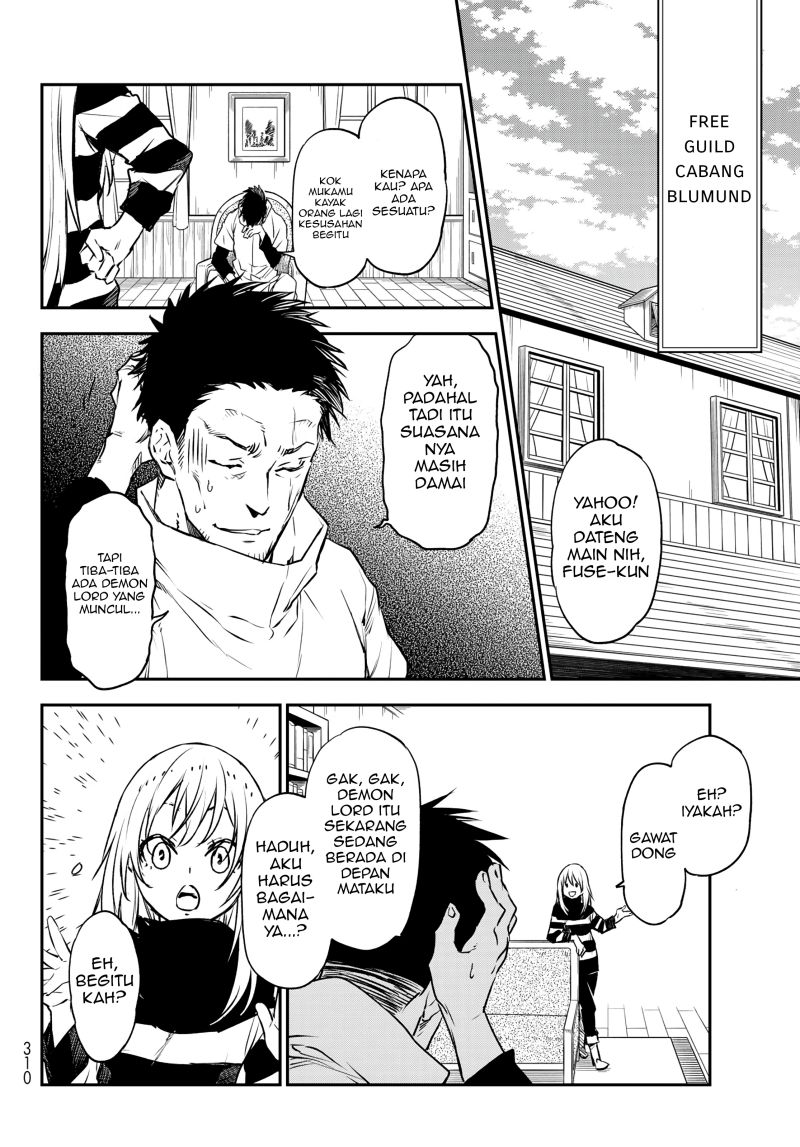 FREE
GUILD
CABANG
BLUMUND
YAHOO!
AKU
DATENG
MAIN NIH,
FUSE-KUN
KENAPA
KAU? APA
ADA
SESUATU?
KOK
MUKAMU
KAYAK
ORANG LAGI
KESUSAHAN
BEGITU
YAH,
PADAHAL
TADI ITU
SUASANA
NYA
MASIH
DAMAI
TAPI
TIBA-TIBA
ADA DEMON
LORD YANG
MUNCUL...
EH?
IYAKAH?
GAWAT
DONG
GAK, GAK,
DEMON
LORD ITU
SEKARANG
SEDANG
BERADA DI
DEPAN
MATAKU
HADUH,
AKU
HARUS
BAGAI-
MANA
YA...?
EH,
BEGITU
KAH?
310